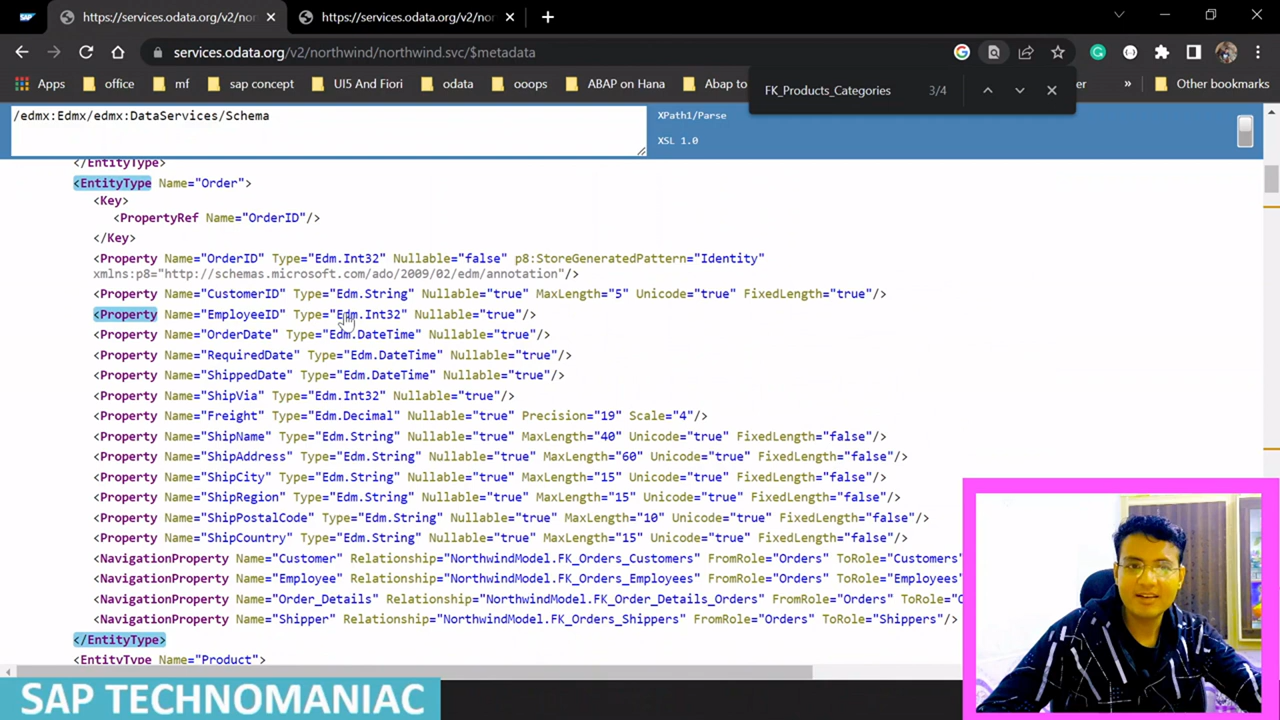 https://services.odata.org/v2/nor
https://services.odata.org/v2/nor
services.odata.org/v2/northwind/northwind.svc/$metadata
Apps office mf sap concept UI5 And Fiori odata ooops ABAP on Hana Abap to » Other bookmarks
FK_Products_Categories 3/4
/edmx:Edmx/edmx:DataServices/Schema
XPath1/Parse
XSL 1.0
</EntityType>
<EntityType Name="Order">
<Key>
<PropertyRef Name="OrderID"/>
</Key>
<Property Name="OrderID" Type="Edm.Int32" Nullable="false" p8:StoreGeneratedPattern="Identity"
xmlns:p8="http://schemas.microsoft.com/ado/2009/02/edm/annotation"/>
<Property Name="CustomerID" Type="Edm.String" Nullable="true" MaxLength="5" Unicode="true" FixedLength="true"/>
<Property Name="EmployeeID" Type="Edm.Int32" Nullable="true"/>
<Property Name="OrderDate" Type="Edm.DateTime" Nullable="true"/>
<Property Name="RequiredDate" Type="Edm.DateTime" Nullable="true"/>
<Property Name="ShippedDate" Type="Edm.DateTime" Nullable="true"/>
<Property Name="ShipVia" Type="Edm.Int32" Nullable="true"/>
<Property Name="Freight" Type="Edm.Decimal" Nullable="true" Precision="19" Scale="4"/>
<Property Name="ShipName" Type="Edm.String" Nullable="true" MaxLength="40" Unicode="true" FixedLength="false"/>
<Property Name="ShipAddress" Type="Edm.String" Nullable="true" MaxLength="60" Unicode="true" FixedLength="false"/>
<Property Name="ShipCity" Type="Edm.String" Nullable="true" MaxLength="15" Unicode="true" FixedLength="false"/>
<Property Name="ShipRegion" Type="Edm.String" Nullable="true" MaxLength="15" Unicode="true" FixedLength="false"/>
<Property Name="ShipPostalCode" Type="Edm.String" Nullable="true" MaxLength="10" Unicode="true" FixedLength="false"/>
<Property Name="ShipCountry" Type="Edm.String" Nullable="true" MaxLength="15" Unicode="true" FixedLength="false"/>
<NavigationProperty Name="Customer" Relationship="NorthwindModel.FK_Orders_Customers" FromRole="Orders" ToRole="Customers"
<NavigationProperty Name="Employee" Relationship="NorthwindModel.FK_Orders_Employees" FromRole="Orders" ToRole="Employees"
<NavigationProperty Name="Order_Details" Relationship="NorthwindModel.FK_Order_Details_Orders" FromRole="Orders" ToRole="
<NavigationProperty Name="Shipper" Relationship="NorthwindModel.FK_Orders_Shippers" FromRole="Orders" ToRole="Shippers"/>
</EntityType>
<EntityType Name="Product">
SAP TECHNOMANIAC